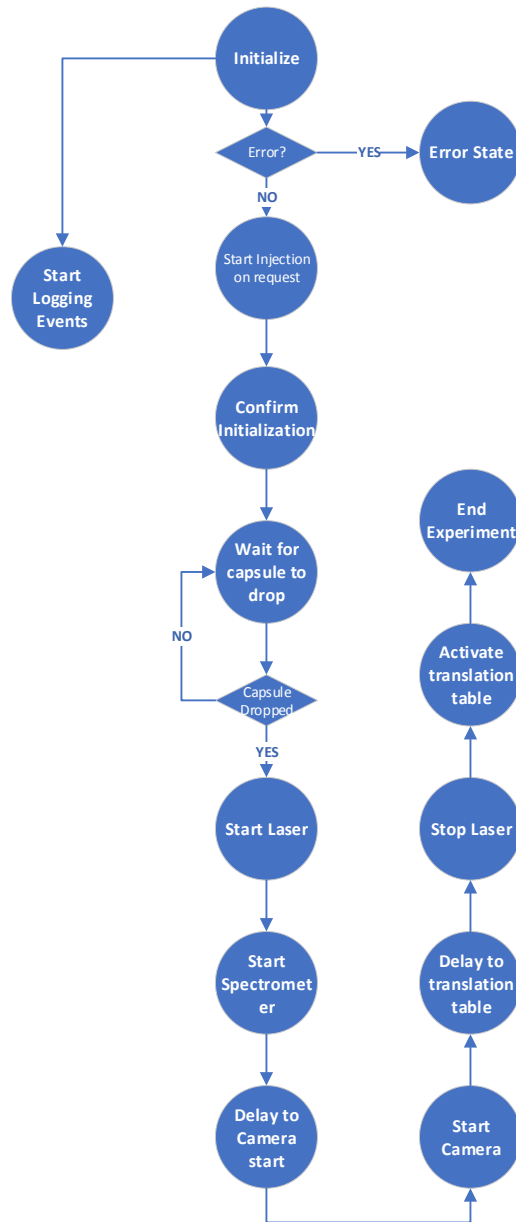 Initialize
Error?
YES
Error State
NO
Start Injection
on request
Start
Logging
Events
Confirm
Initialization
Wait for
capsule to
drop
NO
Capsule
Dropped
YES
Start Laser
Start
Spectromet
er
Delay to
Camera
start
End
Experiment
Activate
translation
table
Stop Laser
Delay to
translation
table
Start
Camera